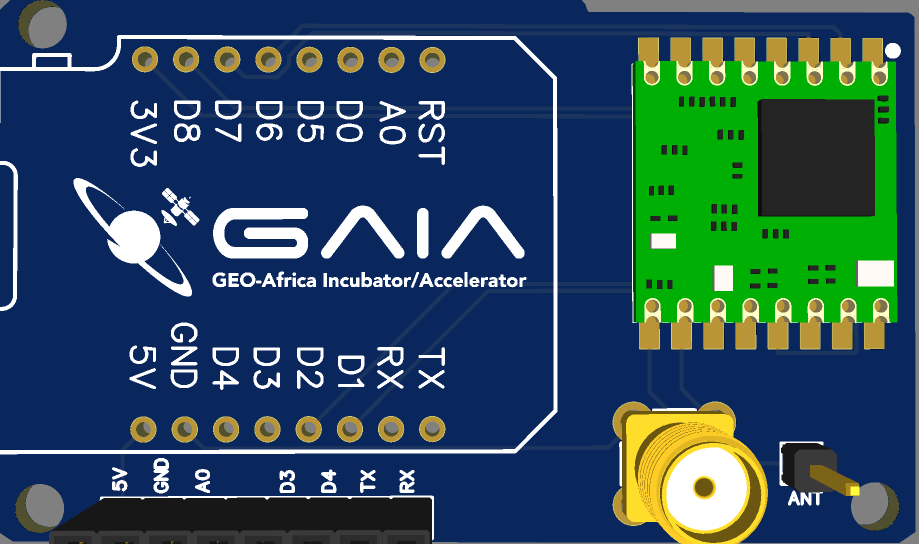 3V3 D8 D7 D6 D5 D0 A0 RST
GAIA
GEO-Africa Incubator/Accelerator
5V GND D4 D3 D2 D1 RX TX
5V GND A0 D3 D4 TX RX
ANT